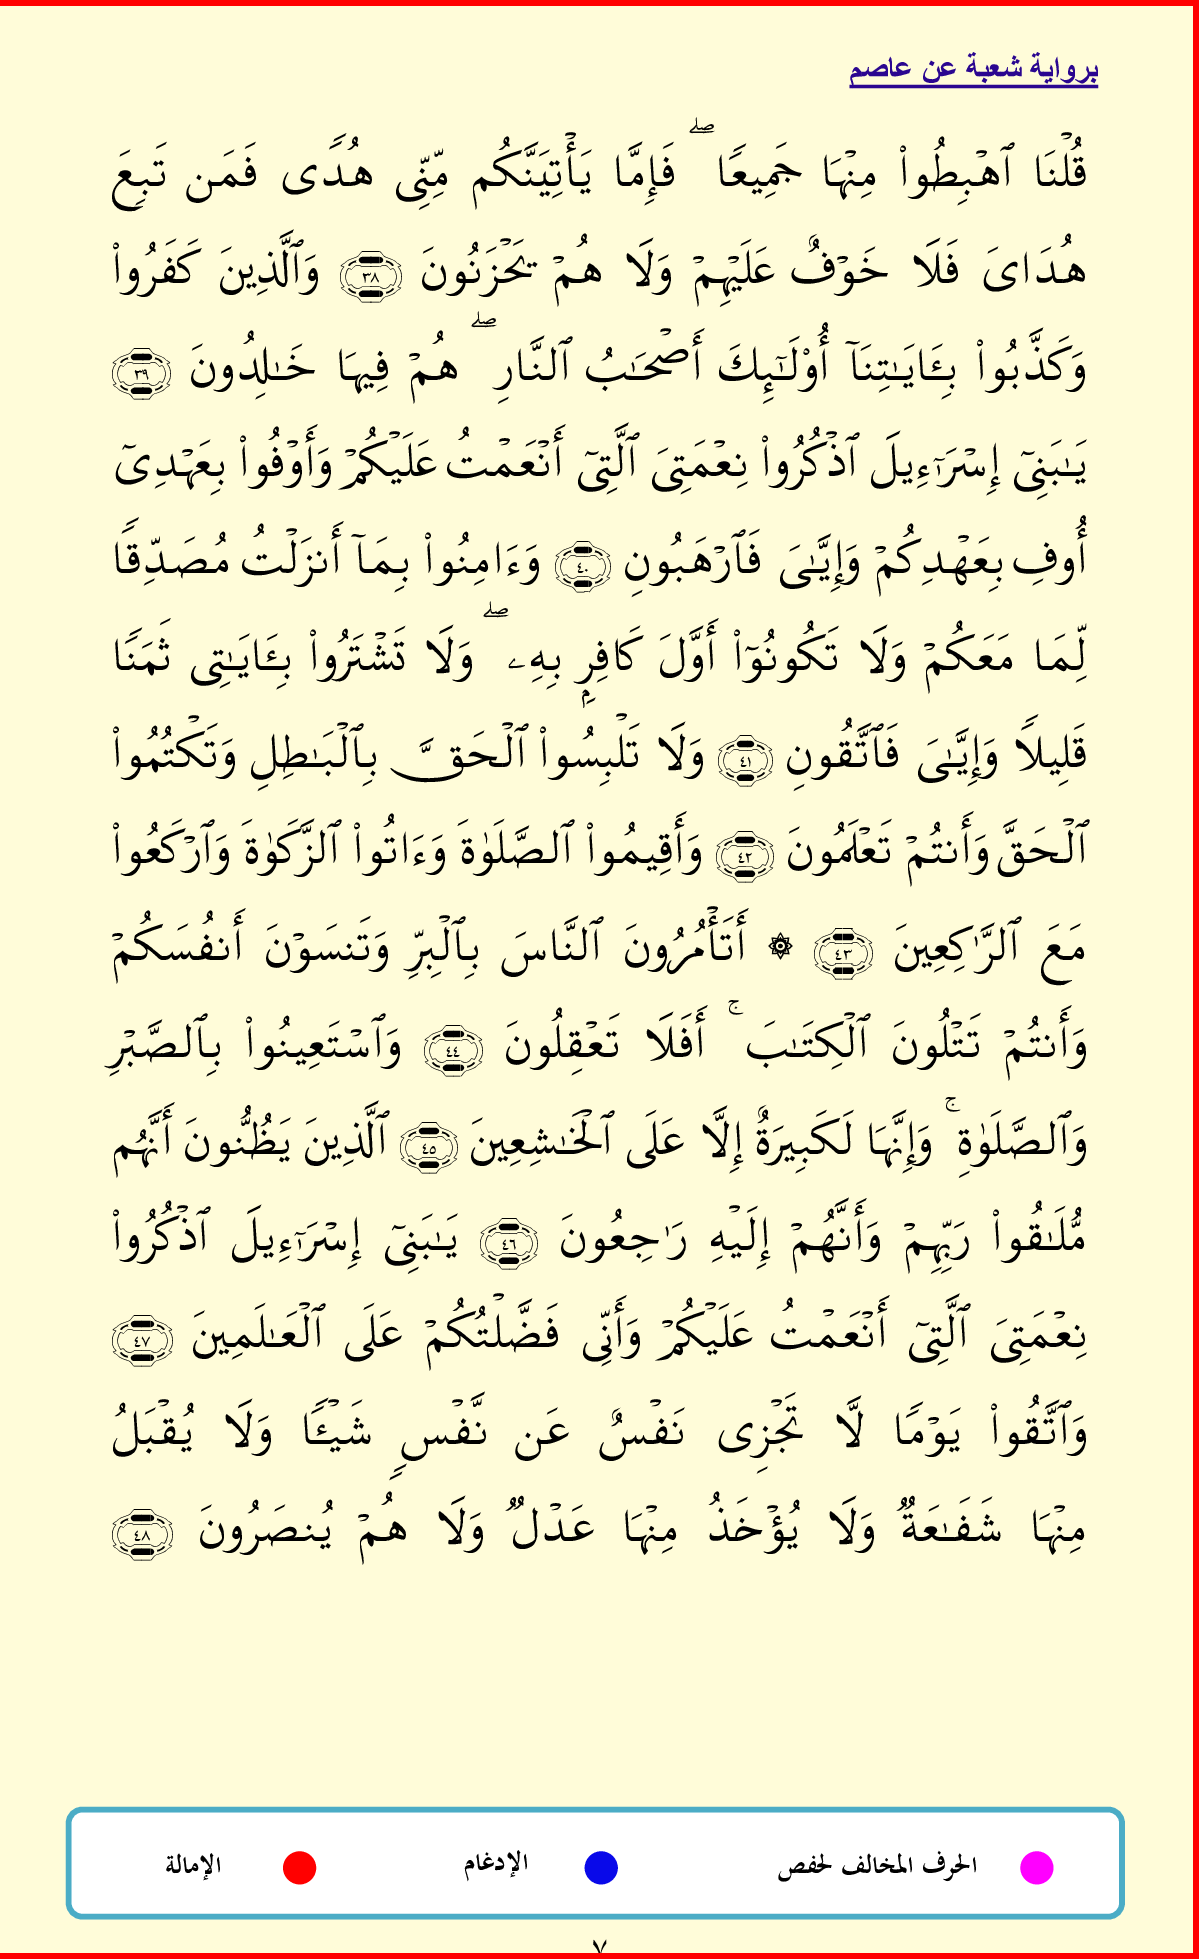 برواية شعبة عن عاصم
قُلۡنَا ٱهۡبِطُواْ مِنۡهَا جَمِيعٗاۖ فَإِمَّا يَأۡتِيَنَّكُم مِّنِّى هُدٗى فَمَن تَبِعَ
هُدَاىَ فَلَا خَوۡفٌ عَلَيۡهِمۡ وَلَا هُمۡ يَحۡزَنُونَ ٣٨ وَٱلَّذِينَ كَفَرُواْ
وَكَذَّبُواْ بِـَٔايَـٰتِنَآ أُوْلَـٰٓئِكَ أَصۡحَـٰبُ ٱلنَّارِۖ هُمۡ فِيهَا خَـٰلِدُونَ ٣٩
يَـٰبَنِىٓ إِسۡرَٰٓءِيلَ ٱذۡكُرُواْ نِعۡمَتِىَ ٱلَّتِىٓ أَنۡعَمۡتُ عَلَيۡكُمۡ وَأَوۡفُواْ بِعَهۡدِىٓ
أُوفِ بِعَهۡدِكُمۡ وَإِيَّـٰىَ فَٱرۡهَبُونِ ٤٠ وَءَامِنُواْ بِمَآ أَنزَلۡتُ مُصَدِّقٗا
لِّمَا مَعَكُمۡ وَلَا تَكُونُوٓاْ أَوَّلَ كَافِرِۭ بِهِۦۖ وَلَا تَشۡتَرُواْ بِـَٔايَـٰتِى ثَمَنٗا
قَلِيلٗا وَإِيَّـٰىَ فَٱتَّقُونِ ٤١ وَلَا تَلۡبِسُواْ ٱلۡحَقَّ بِٱلۡبَـٰطِلِ وَتَكۡتُمُواْ
ٱلۡحَقَّ وَأَنتُمۡ تَعۡلَمُونَ ٤٢ وَأَقِيمُواْ ٱلصَّلَوٰةَ وَءَاتُواْ ٱلزَّكَوٰةَ وَٱرۡكَعُواْ
مَعَ ٱلرَّٰكِعِينَ ٤٣ ۞ أَتَأۡمُرُونَ ٱلنَّاسَ بِٱلۡبِرِّ وَتَنسَوۡنَ أَنفُسَكُمۡ
وَأَنتُمۡ تَتۡلُونَ ٱلۡكِتَـٰبَۚ أَفَلَا تَعۡقِلُونَ ٤٤ وَٱسۡتَعِينُواْ بِٱلصَّبۡرِ
وَٱلصَّلَوٰةِۚ وَإِنَّهَا لَكَبِيرَةٌ إِلَّا عَلَى ٱلۡخَـٰشِعِينَ ٤٥ ٱلَّذِينَ يَظُنُّونَ أَنَّهُم
مُّلَـٰقُواْ رَبِّهِمۡ وَأَنَّهُمۡ إِلَيۡهِ رَٰجِعُونَ ٤٦ يَـٰبَنِىٓ إِسۡرَٰٓءِيلَ ٱذۡكُرُواْ
نِعۡمَتِىَ ٱلَّتِىٓ أَنۡعَمۡتُ عَلَيۡكُمۡ وَأَنِّى فَضَّلۡتُكُمۡ عَلَى ٱلۡعَـٰلَمِينَ ٤٧
وَٱتَّقُواْ يَوۡمٗا لَّا تَجۡزِى نَفۡسٌ عَن نَّفۡسٖ شَيۡـٔٗا وَلَا يُقۡبَلُ
مِنۡهَا شَفَـٰعَةٞ وَلَا يُؤۡخَذُ مِنۡهَا عَدۡلٞ وَلَا هُمۡ يُنصَرُونَ ٤٨
الحرف المخالف لحفص الإدغام الإمالة
٧